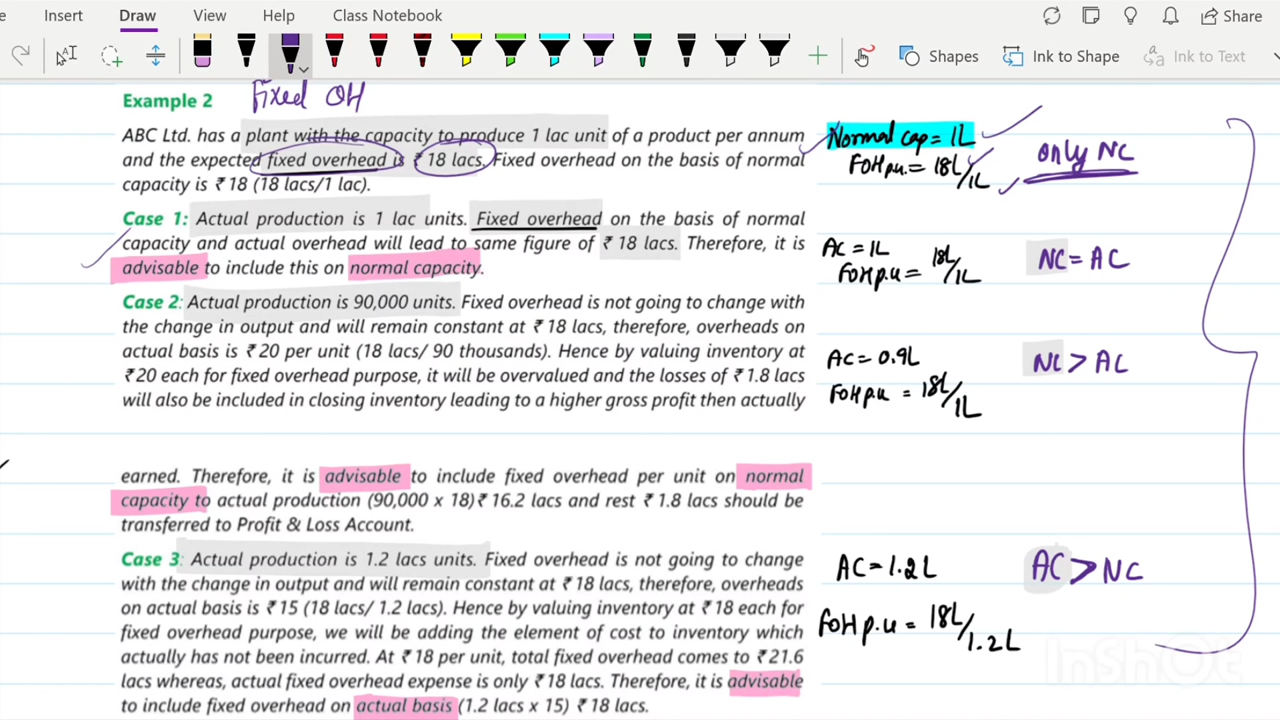 Insert Draw View Help Class Notebook Share
Shapes Ink to Shape Ink to Text
Example 2 Fixed OH
ABC Ltd. has a plant with the capacity to produce 1 lac unit of a product per annum
and the expected fixed overhead is ₹ 18 lacs. Fixed overhead on the basis of normal
capacity is ₹ 18 (18 lacs/1 lac).
Normal cap = 1L
FOH p.u. = 18L/1L
only NC
Case 1: Actual production is 1 lac units. Fixed overhead on the basis of normal
capacity and actual overhead will lead to same figure of ₹ 18 lacs. Therefore, it is
advisable to include this on normal capacity.
AC = 1L
FOH p.u = 18L/1L
NC = AC
Case 2: Actual production is 90,000 units. Fixed overhead is not going to change with
the change in output and will remain constant at ₹ 18 lacs, therefore, overheads on
actual basis is ₹ 20 per unit (18 lacs/ 90 thousands). Hence by valuing inventory at
₹ 20 each for fixed overhead purpose, it will be overvalued and the losses of ₹ 1.8 lacs
will also be included in closing inventory leading to a higher gross profit then actually
AC = 0.9L
FOH p.u = 18L/1L
NC > AC
earned. Therefore, it is advisable to include fixed overhead per unit on normal
capacity to actual production (90,000 x 18) ₹ 16.2 lacs and rest ₹ 1.8 lacs should be
transferred to Profit & Loss Account.
Case 3: Actual production is 1.2 lacs units. Fixed overhead is not going to change
with the change in output and will remain constant at ₹ 18 lacs, therefore, overheads
on actual basis is ₹ 15 (18 lacs/ 1.2 lacs). Hence by valuing inventory at ₹ 18 each for
fixed overhead purpose, we will be adding the element of cost to inventory which
actually has not been incurred. At ₹ 18 per unit, total fixed overhead comes to ₹ 21.6
lacs whereas, actual fixed overhead expense is only ₹ 18 lacs. Therefore, it is advisable
to include fixed overhead on actual basis (1.2 lacs x 15) ₹ 18 lacs.
AC = 1.2L
FOH p.u = 18L/1.2L
AC > NC
InShOt